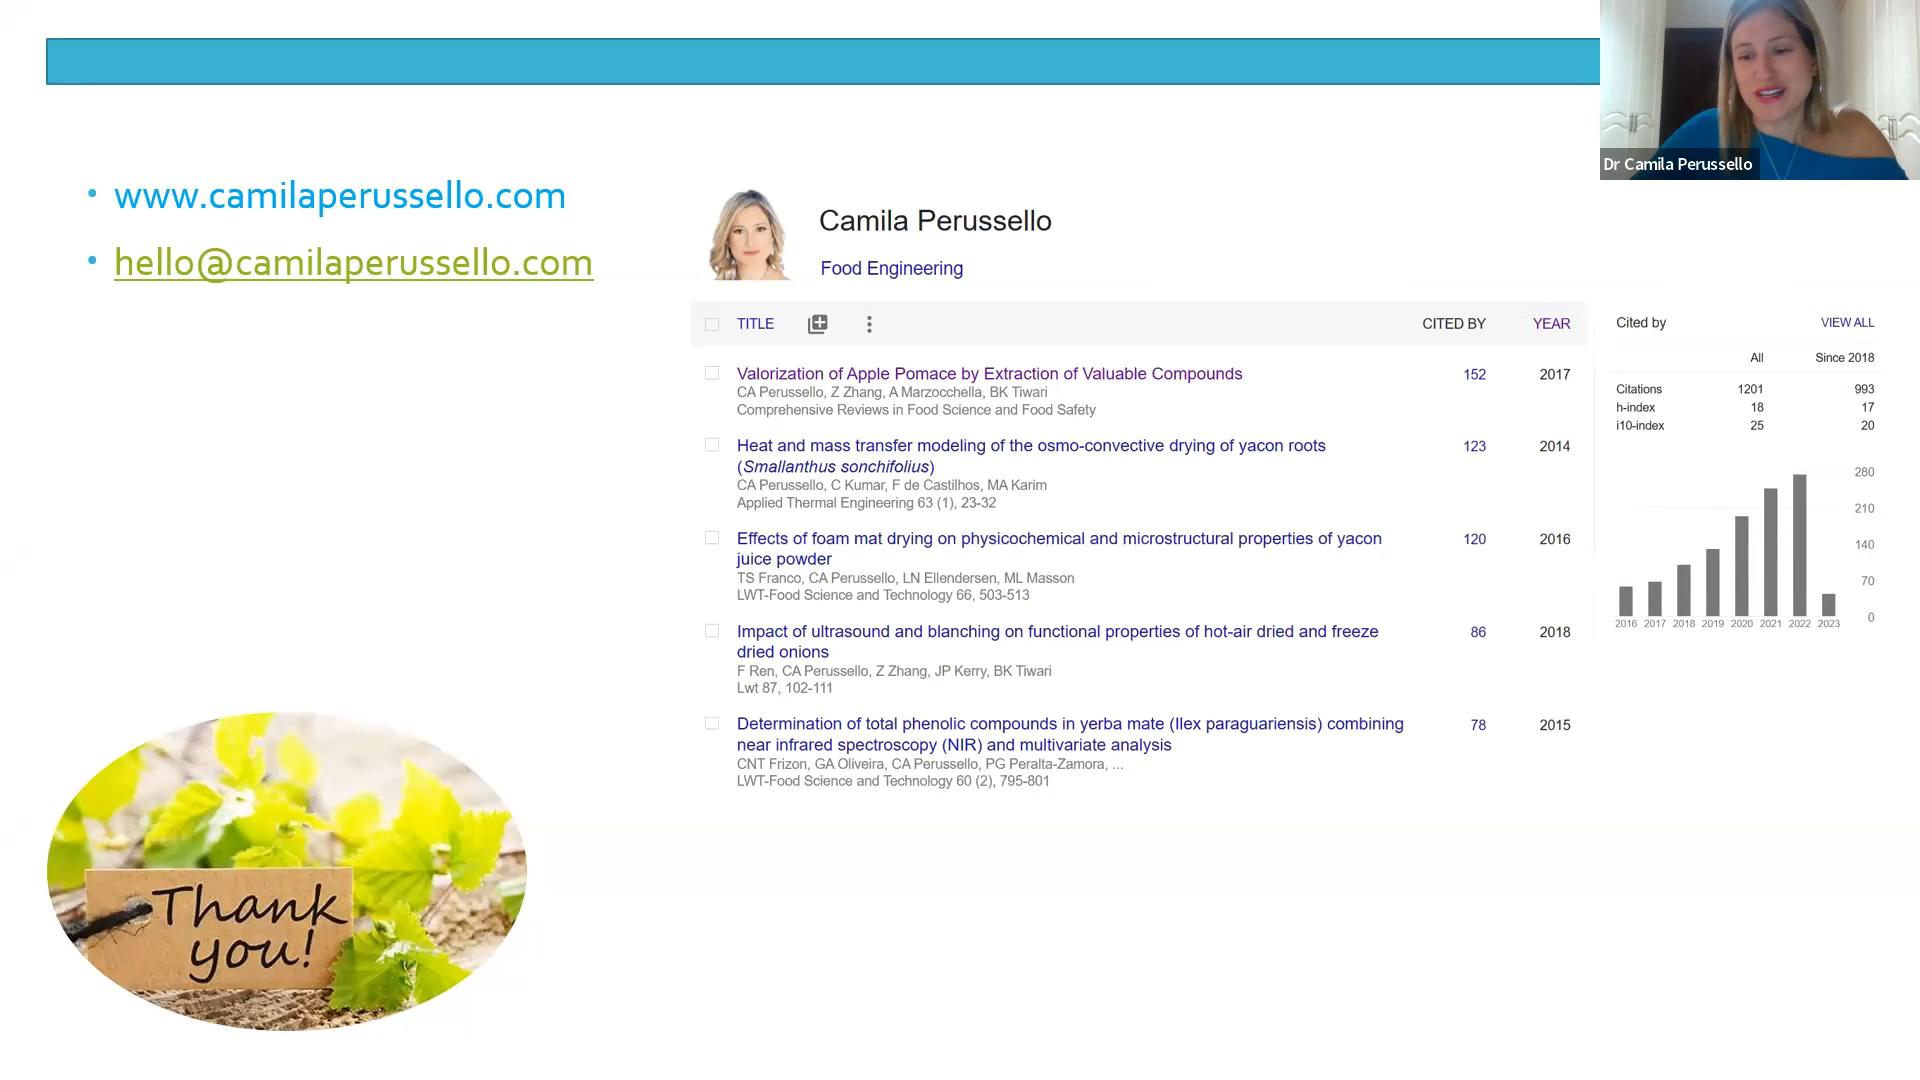 Dr Camila Perussello
• www.camilaperussello.com
• hello@camilaperussello.com
Camila Perussello
Food Engineering
TITLE CITED BY YEAR
Valorization of Apple Pomace by Extraction of Valuable Compounds 152 2017
CA Perussello, Z Zhang, A Marzocchella, BK Tiwari
Comprehensive Reviews in Food Science and Food Safety
Heat and mass transfer modeling of the osmo-convective drying of yacon roots 123 2014
(Smallanthus sonchifolius)
CA Perussello, C Kumar, F de Castilhos, MA Karim
Applied Thermal Engineering 63 (1), 23-32
Effects of foam mat drying on physicochemical and microstructural properties of yacon 120 2016
juice powder
TS Franco, CA Perussello, LN Ellendersen, ML Masson
LWT-Food Science and Technology 66, 503-513
Impact of ultrasound and blanching on functional properties of hot-air dried and freeze 86 2018
dried onions
F Ren, CA Perussello, Z Zhang, JP Kerry, BK Tiwari
Lwt 87, 102-111
Determination of total phenolic compounds in yerba mate (Ilex paraguariensis) combining 78 2015
near infrared spectroscopy (NIR) and multivariate analysis
CNT Frizon, GA Oliveira, CA Perussello, PG Peralta-Zamora, ...
LWT-Food Science and Technology 60 (2), 795-801
Cited by VIEW ALL
All Since 2018
Citations 1201 993
h-index 18 17
i10-index 25 20
280
210
140
70
0
2016 2017 2018 2019 2020 2021 2022 2023
Thank
you!